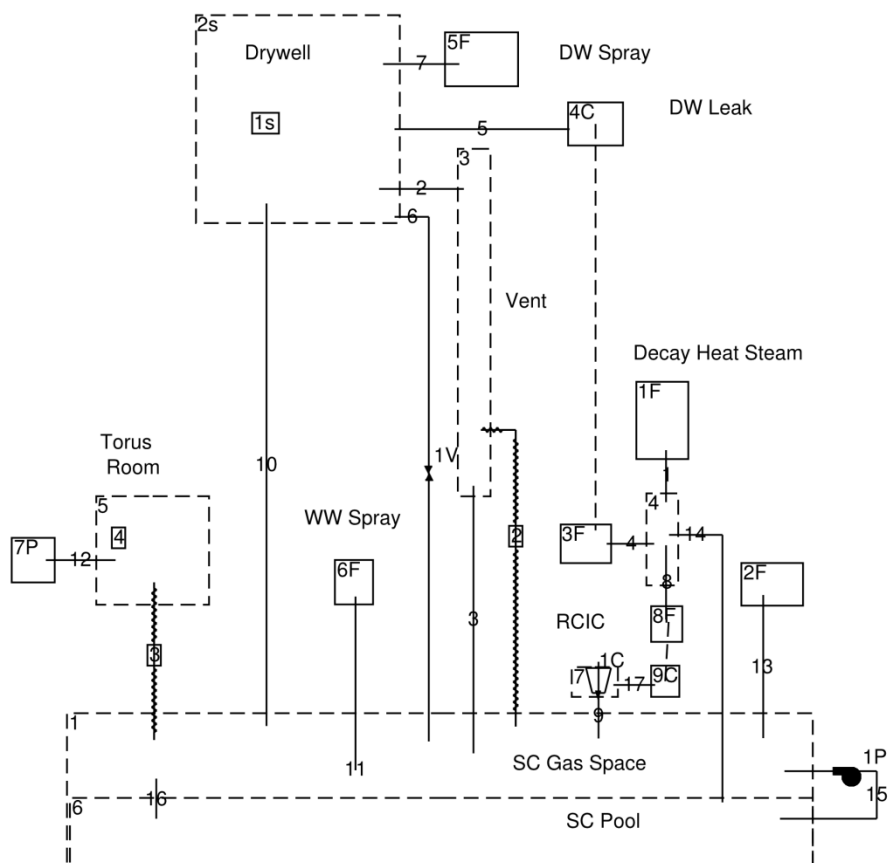 2s
Drywell
5F
DW Spray
7
1s
4C
DW Leak
5
3
2
6
Vent
Decay Heat Steam
1F
Torus
Room
10
1V
1
5
4
WW Spray
2
4
14
7P
12
4
3F
6F
8
2F
3
3
RCIC
8F
13
1C
7
17
9C
1
9
SC Gas Space
1P
11
15
16
6
SC Pool